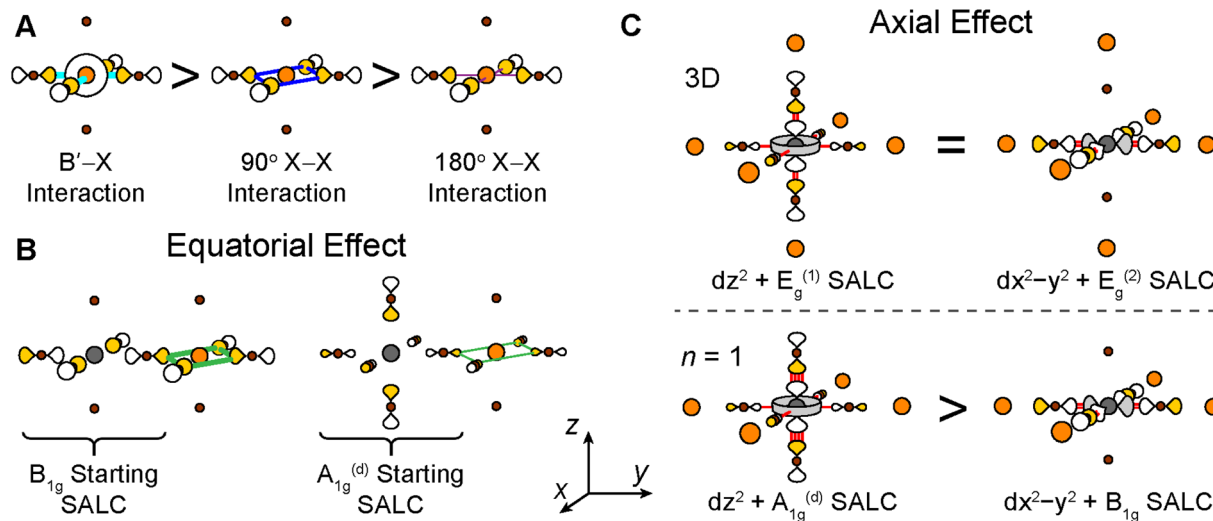 A
>
>
B′–X
Interaction
90° X–X
Interaction
180° X–X
Interaction
B
Equatorial Effect
B1g Starting
SALC
A1g(d) Starting
SALC
z
y
x
C
Axial Effect
3D
=
dz² + Eg(1) SALC
dx²–y² + Eg(2) SALC
n = 1
>
dz² + A1g(d) SALC
dx²–y² + B1g SALC